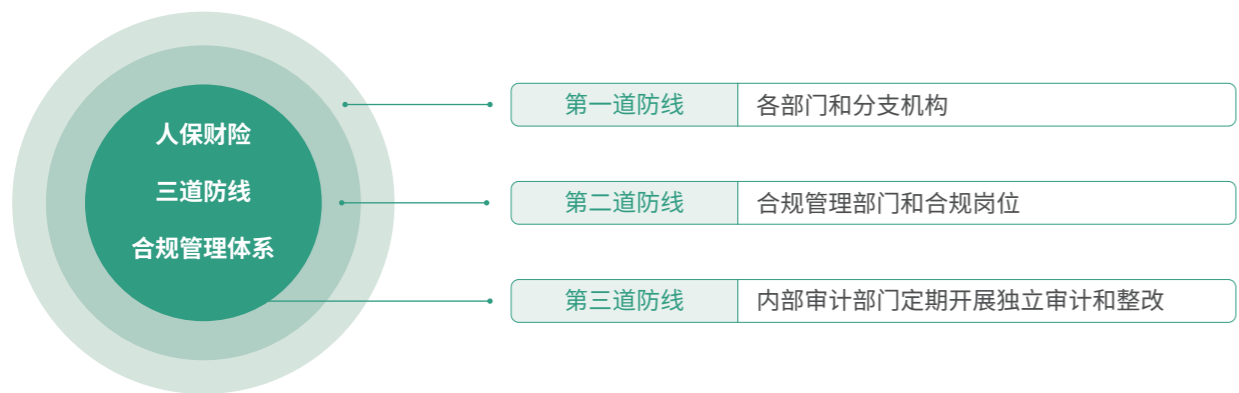 人保财险
三道防线
合规管理体系
第一道防线 各部门和分支机构
第二道防线 合规管理部门和合规岗位
第三道防线 内部审计部门定期开展独立审计和整改